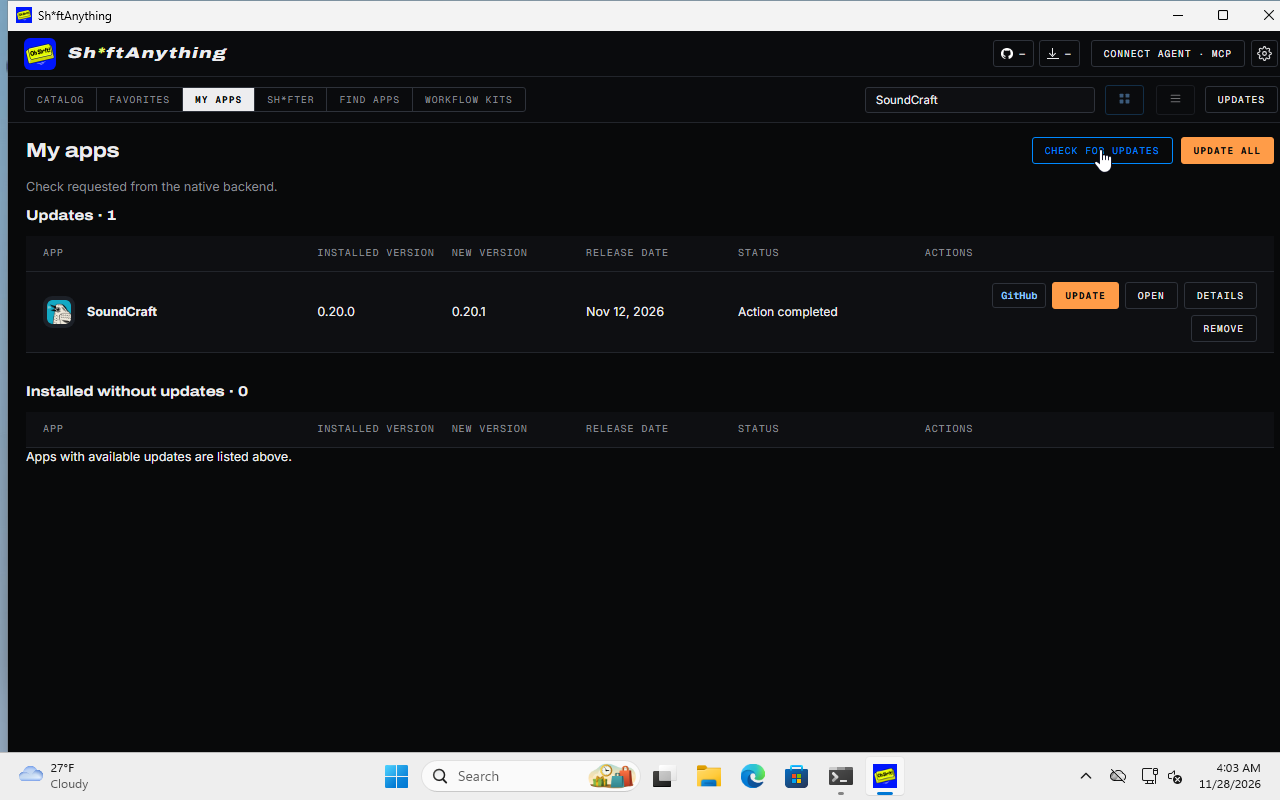 Sh*ftAnything
Oh Sh*ft! Sh*ftAnything
– – CONNECT AGENT · MCP
CATALOG FAVORITES MY APPS SH*FTER FIND APPS WORKFLOW KITS SoundCraft UPDATES
My apps CHECK FOR UPDATES UPDATE ALL
Check requested from the native backend.
Updates · 1
APP INSTALLED VERSION NEW VERSION RELEASE DATE STATUS ACTIONS
SoundCraft 0.20.0 0.20.1 Nov 12, 2026 Action completed GitHub UPDATE OPEN DETAILS
REMOVE
Installed without updates · 0
APP INSTALLED VERSION NEW VERSION RELEASE DATE STATUS ACTIONS
Apps with available updates are listed above.
27°F
Cloudy
Search
4:03 AM
11/28/2026